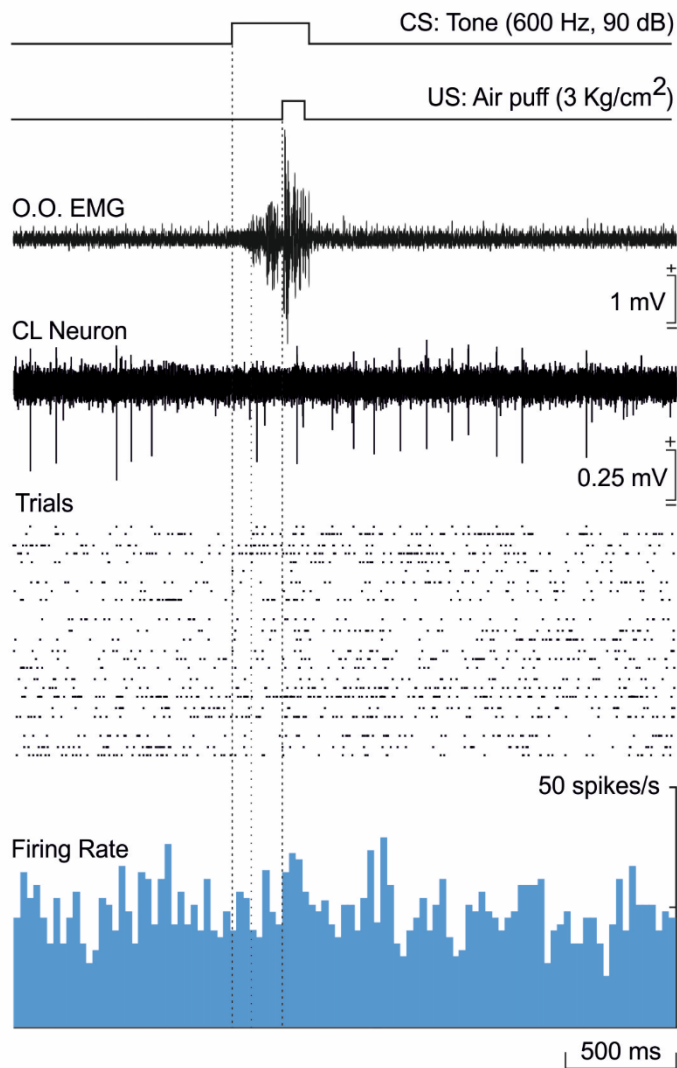 CS: Tone (600 Hz, 90 dB)
US: Air puff (3 Kg/cm²)
O.O. EMG
+
1 mV
CL Neuron
+
0.25 mV
Trials
50 spikes/s
Firing Rate
500 ms